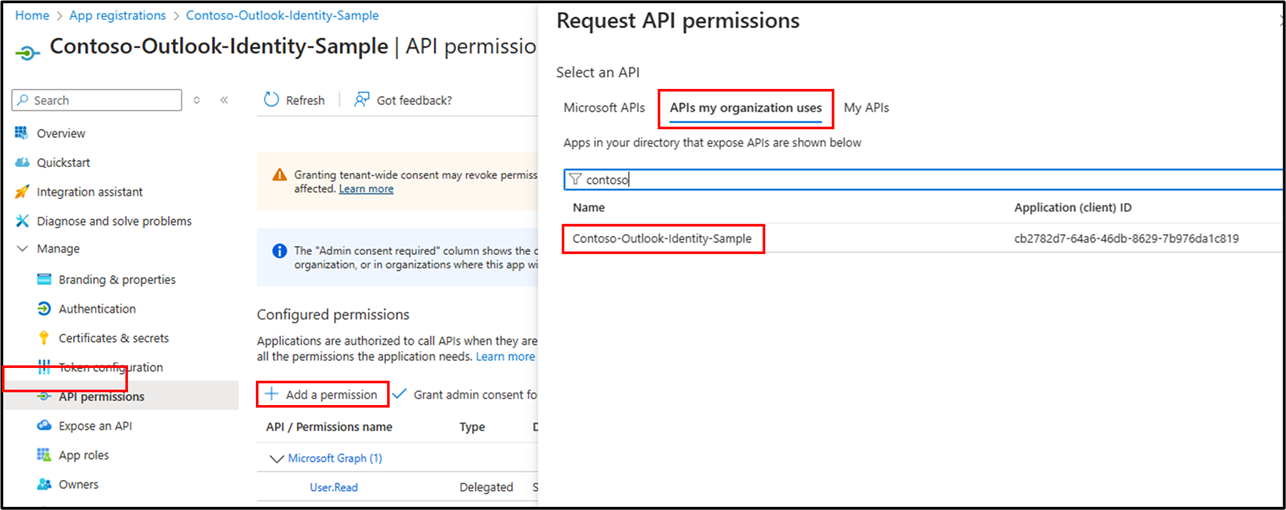 Home > App registrations > Contoso-Outlook-Identity-Sample
Contoso-Outlook-Identity-Sample | API permissio
Search
Refresh
Got feedback?
Overview
Quickstart
Integration assistant
Diagnose and solve problems
Manage
Branding & properties
Authentication
Certificates & secrets
Token configuration
API permissions
Expose an API
App roles
Owners
Granting tenant-wide consent may revoke permiss
affected. Learn more
The "Admin consent required" column shows the d
organization, or in organizations where this app wi
Configured permissions
Applications are authorized to call APIs when they are
all the permissions the application needs. Learn more
Add a permission
Grant admin consent fo
API / Permissions name Type D
Microsoft Graph (1)
User.Read Delegated S
Request API permissions
Select an API
Microsoft APIs APIs my organization uses My APIs
Apps in your directory that expose APIs are shown below
contoso
Name Application (client) ID
Contoso-Outlook-Identity-Sample cb2782d7-64a6-46db-8629-7b976da1c819